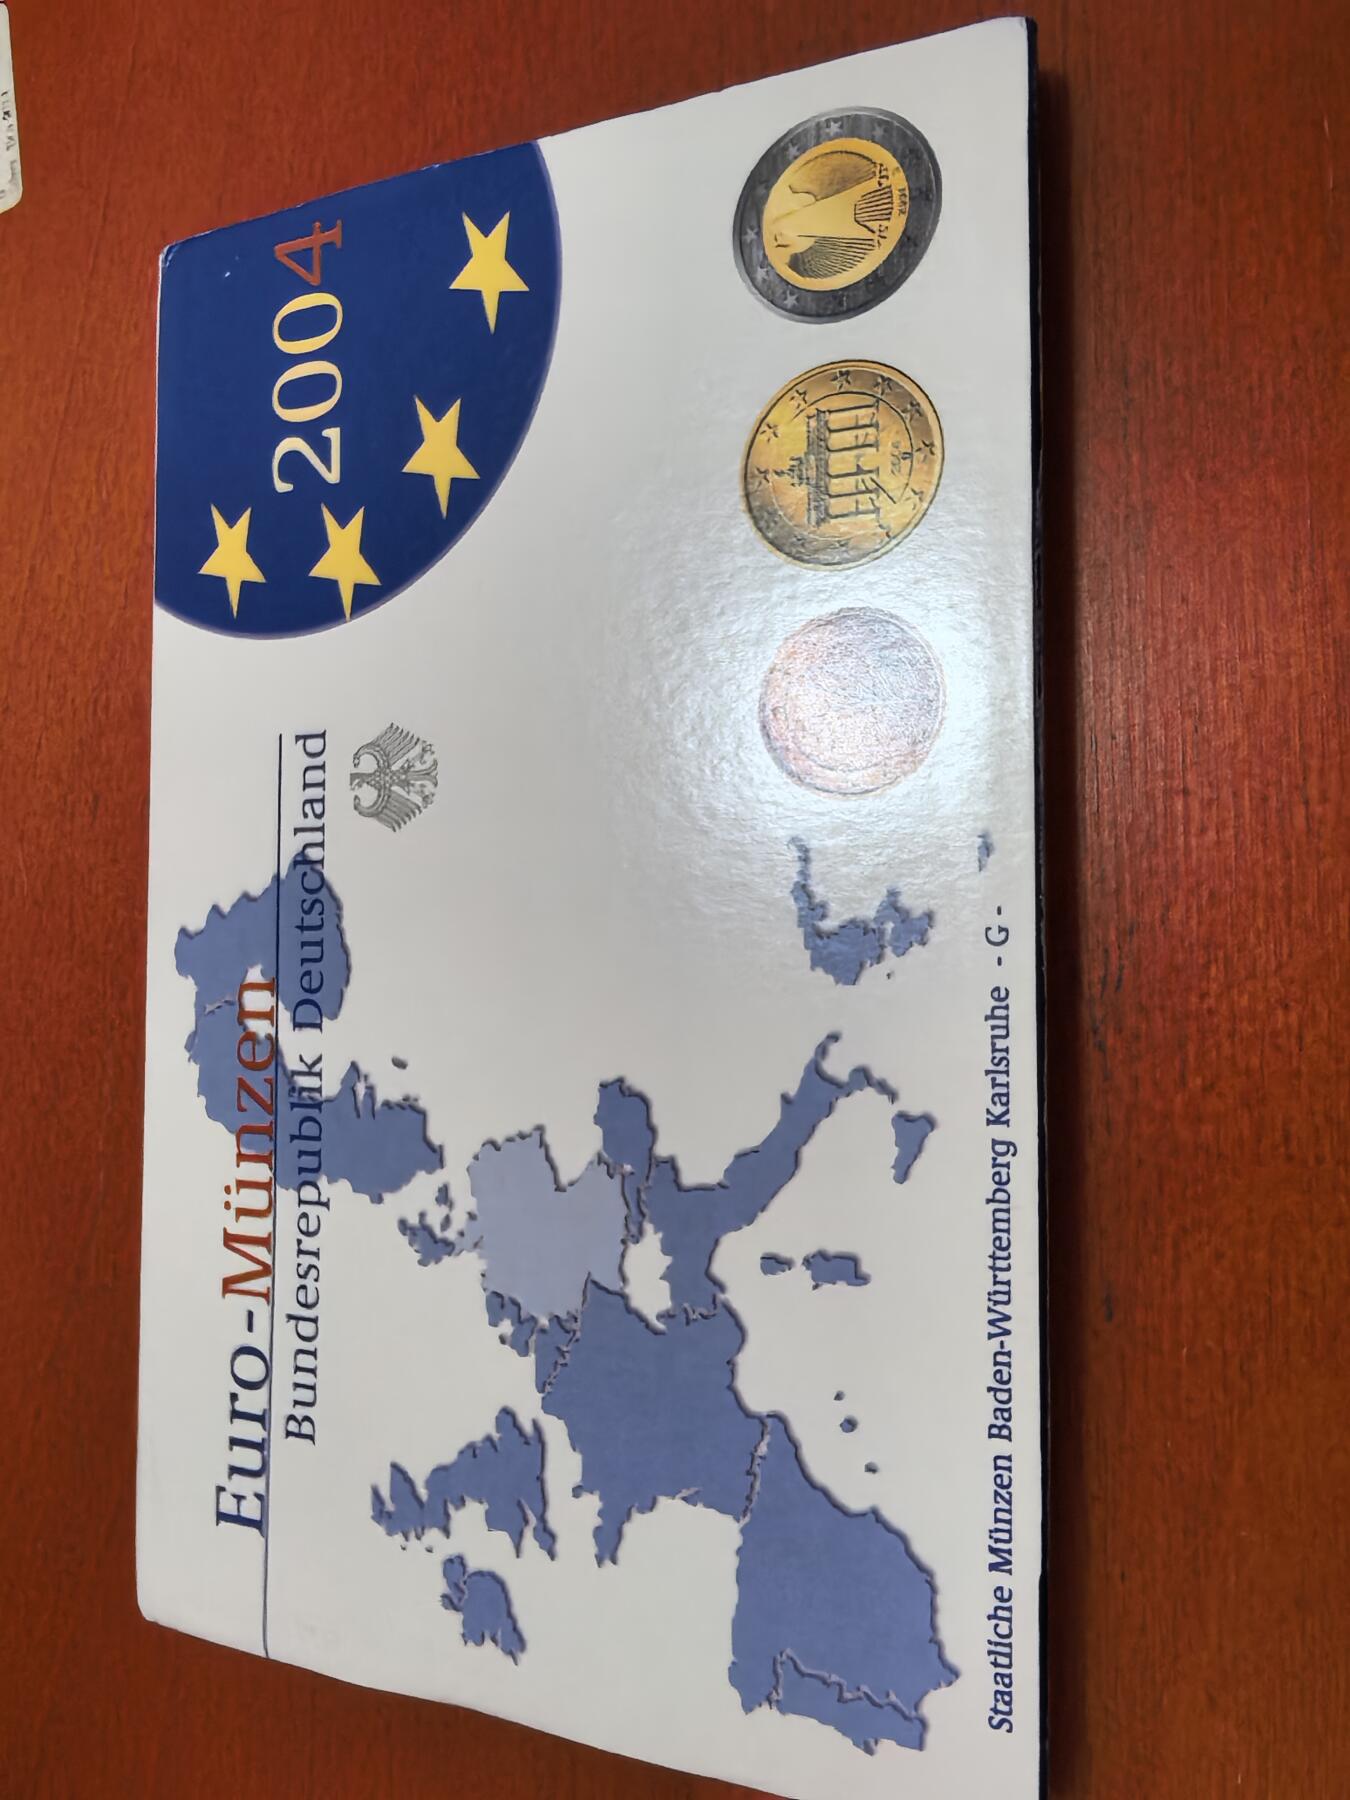 Euro-Münzen
Bundesrepublik Deutschland
2004
Staatliche Münzen Baden-Württemberg Karlsruhe - G -